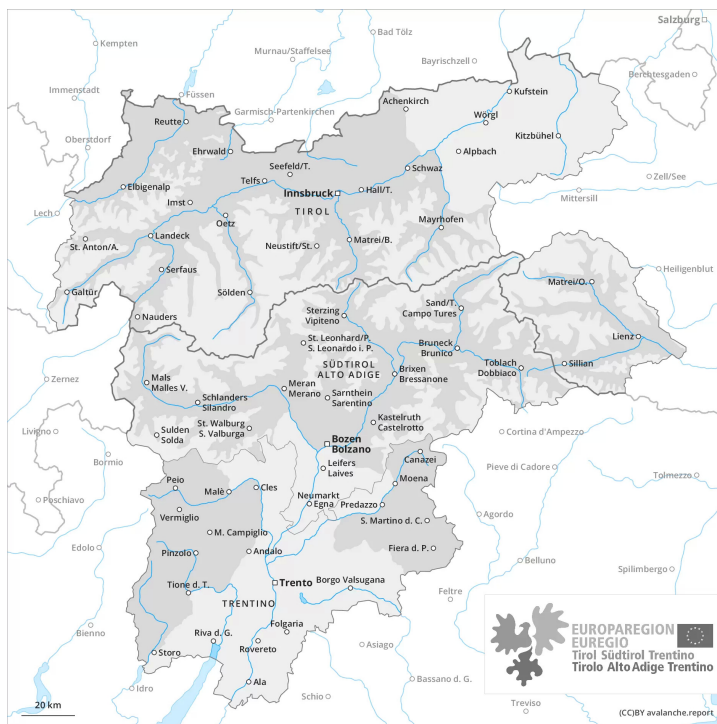 Salzburg
Kempten
Bad Tölz
Murnau/Staffelsee
Bayrischzell
Berchtesgaden
Immenstadt
Füssen
Garmisch-Partenkirchen
Achenkirch
Kufstein
Reutte
Wörgl
Oberstdorf
Ehrwald
Kitzbühel
Alpbach
Seefeld/T.
Schwaz
Telfs
Zell/See
Elbigenalp
Innsbruck
Hall/T.
Mittersill
Imst
TIROL
Lech
Oetz
Mayrhofen
Landeck
Neustift/St.
Matrei/B.
St. Anton/A.
Serfaus
Heiligenblut
Galtür
Sölden
Matrei/O.
Nauders
Sterzing
Vipiteno
Sand/T.
Campo Tures
Lienz
St. Leonhard/P.
S. Leonardo i. P.
Bruneck
Brunico
SÜDTIROL
ALTO ADIGE
Toblach
Dobbiaco
Sillian
Brixen
Bressanone
Zernez
Mals
Malles V.
Meran
Merano
Sarnthein
Sarentino
Schlanders
Silandro
Kastelruth
Castelrotto
St. Walburg
S. Valburga
Livigno
Sulden
Solda
Cortina d'Ampezzo
Bozen
Bolzano
Bormio
Canazei
Leifers
Laives
Pieve di Cadore
Tolmezzo
Peio
Malè
Cles
Moena
Poschiavo
Neumarkt
Egna
Predazzo
Vermiglio
Agordo
S. Martino d. C.
M. Campiglio
Edolo
Pinzolo
Andalo
Fiera d. P.
Belluno
Spilimbergo
Tione d. T.
Trento
Borgo Valsugana
Feltre
TRENTINO
Folgaria
Bienno
Riva d. G.
Rovereto
Asiago
Storo
Ala
Idro
Schio
Bassano d. G.
Treviso
EUROPAREGION
EUREGIO
Tirol Südtirol Trentino
Tirolo Alto Adige Trentino
20 km
(CC)BY avalanche.report